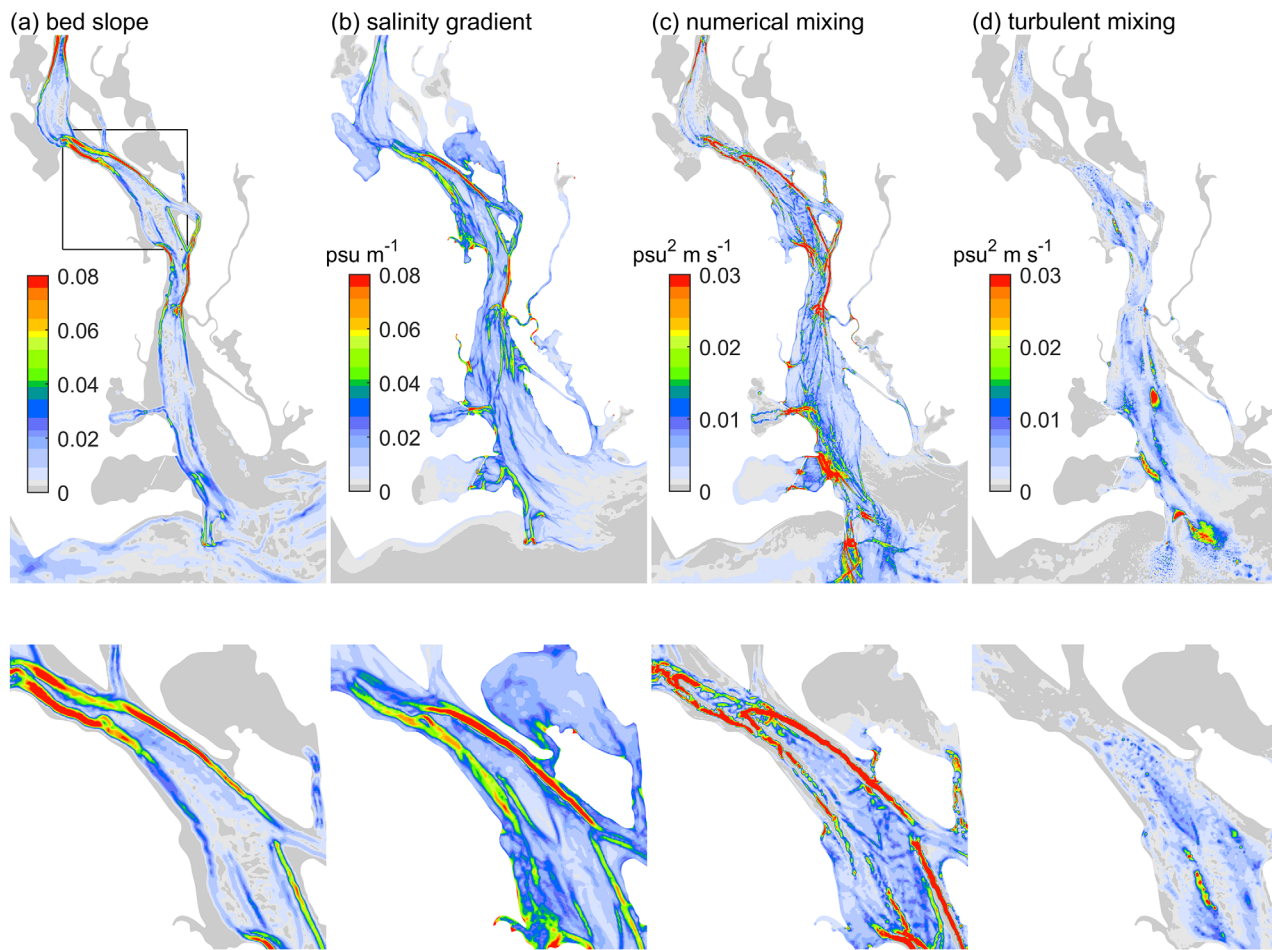 (a) bed slope
(b) salinity gradient
(c) numerical mixing
(d) turbulent mixing
psu m⁻¹
psu² m s⁻¹
psu² m s⁻¹
0.08
0.06
0.04
0.02
0
0.08
0.06
0.04
0.02
0
0.03
0.02
0.01
0
0.03
0.02
0.01
0